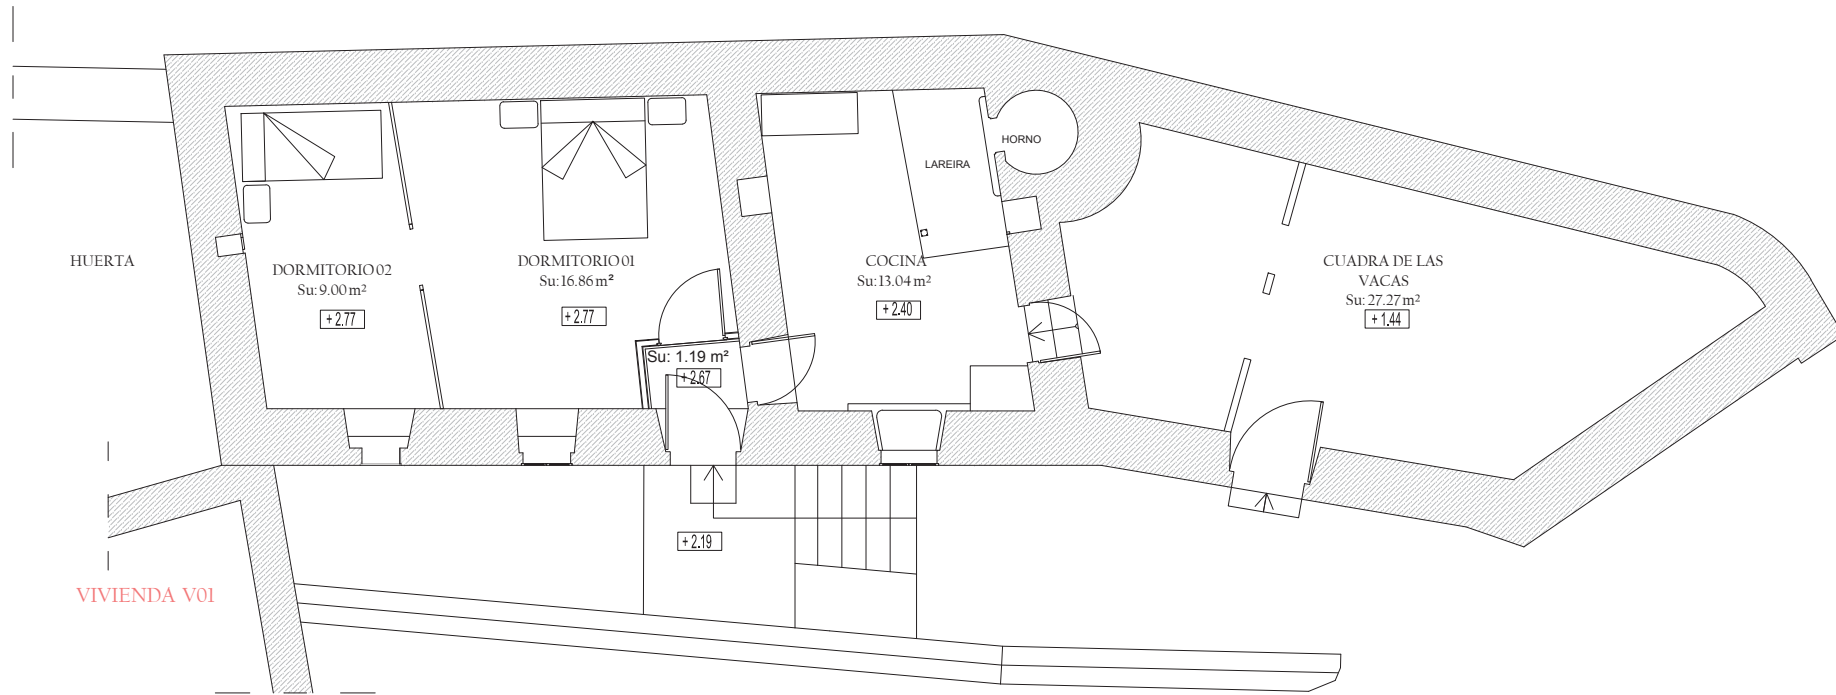 HORNO
LAREIRA
HUERTA
DORMITORIO 02
Su: 9.00 m²
+ 2.77
DORMITORIO 01
Su: 16.86 m²
+ 2.77
COCINA
Su: 13.04 m²
+ 2.40
CUADRA DE LAS
VACAS
Su: 27.27 m²
+ 1.44
Su: 1.19 m²
+ 2.67
+ 2.19
VIVIENDA V01